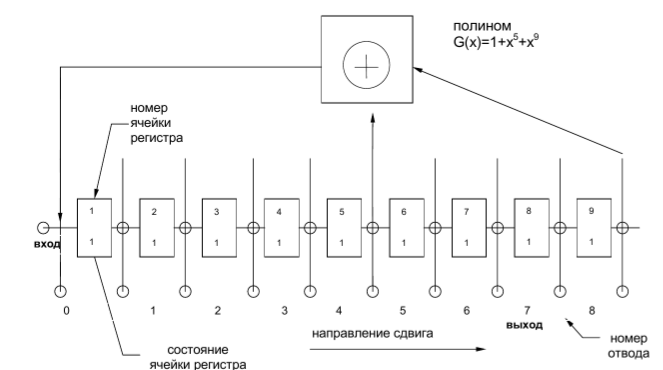 полином
G(x)=1+x⁵+x⁹
номер
ячейки
регистра
1 2 3 4 5 6 7 8 9
вход
1 1 1 1 1 1 1 1 1
0 1 2 3 4 5 6 7 8
выход
направление сдвига
номер
отвода
состояние
ячейки регистра